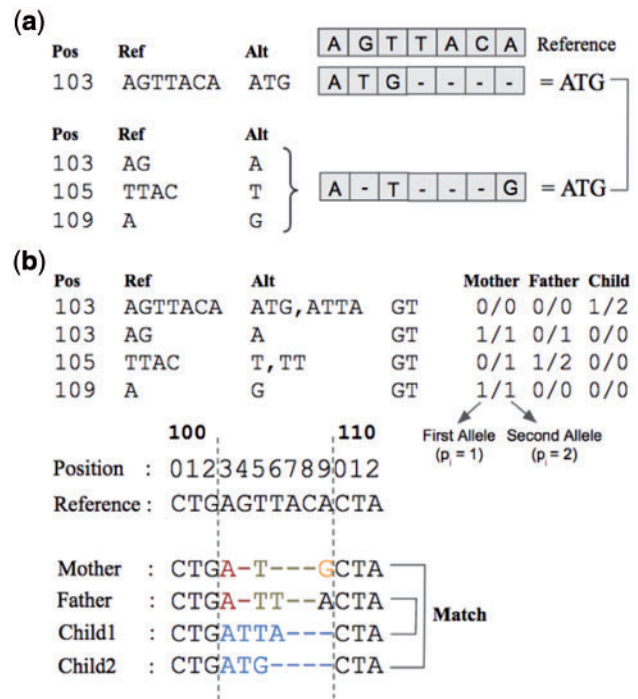 (a)
A G T T A C A Reference
Pos Ref Alt
103 AGTTACA ATG A T G - - - - = ATG
Pos Ref Alt
103 AG A
105 TTAC T A - T - - - G = ATG
109 A G
(b)
Pos Ref Alt Mother Father Child
103 AGTTACA ATG,ATTA GT 0/0 0/0 1/2
103 AG A GT 1/1 0/1 0/0
105 TTAC T,TT GT 0/1 1/2 0/0
109 A G GT 1/1 0/0 0/0
First Allele (pi = 1) Second Allele (pi = 2)
100 110
Position : 0123456789012
Reference : CTGAGTTACACTA
Mother : CTGA-T---GCTA
Father : CTGA-TT--ACTA
Child1 : CTGATTA---CTA
Child2 : CTGATG----CTA
Match